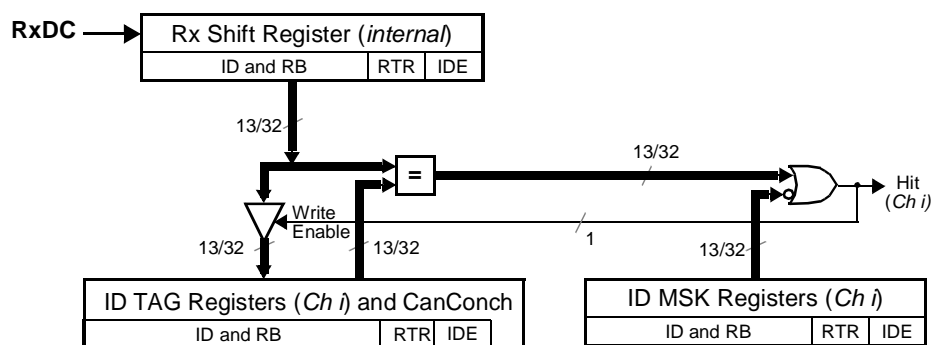 RxDC
Rx Shift Register (internal)
ID and RB RTR IDE
13/32
=
13/32
Hit
(Ch i)
Write
Enable
1
13/32 13/32 13/32
ID TAG Registers (Ch i) and CanConch
ID and RB RTR IDE
ID MSK Registers (Ch i)
ID and RB RTR IDE